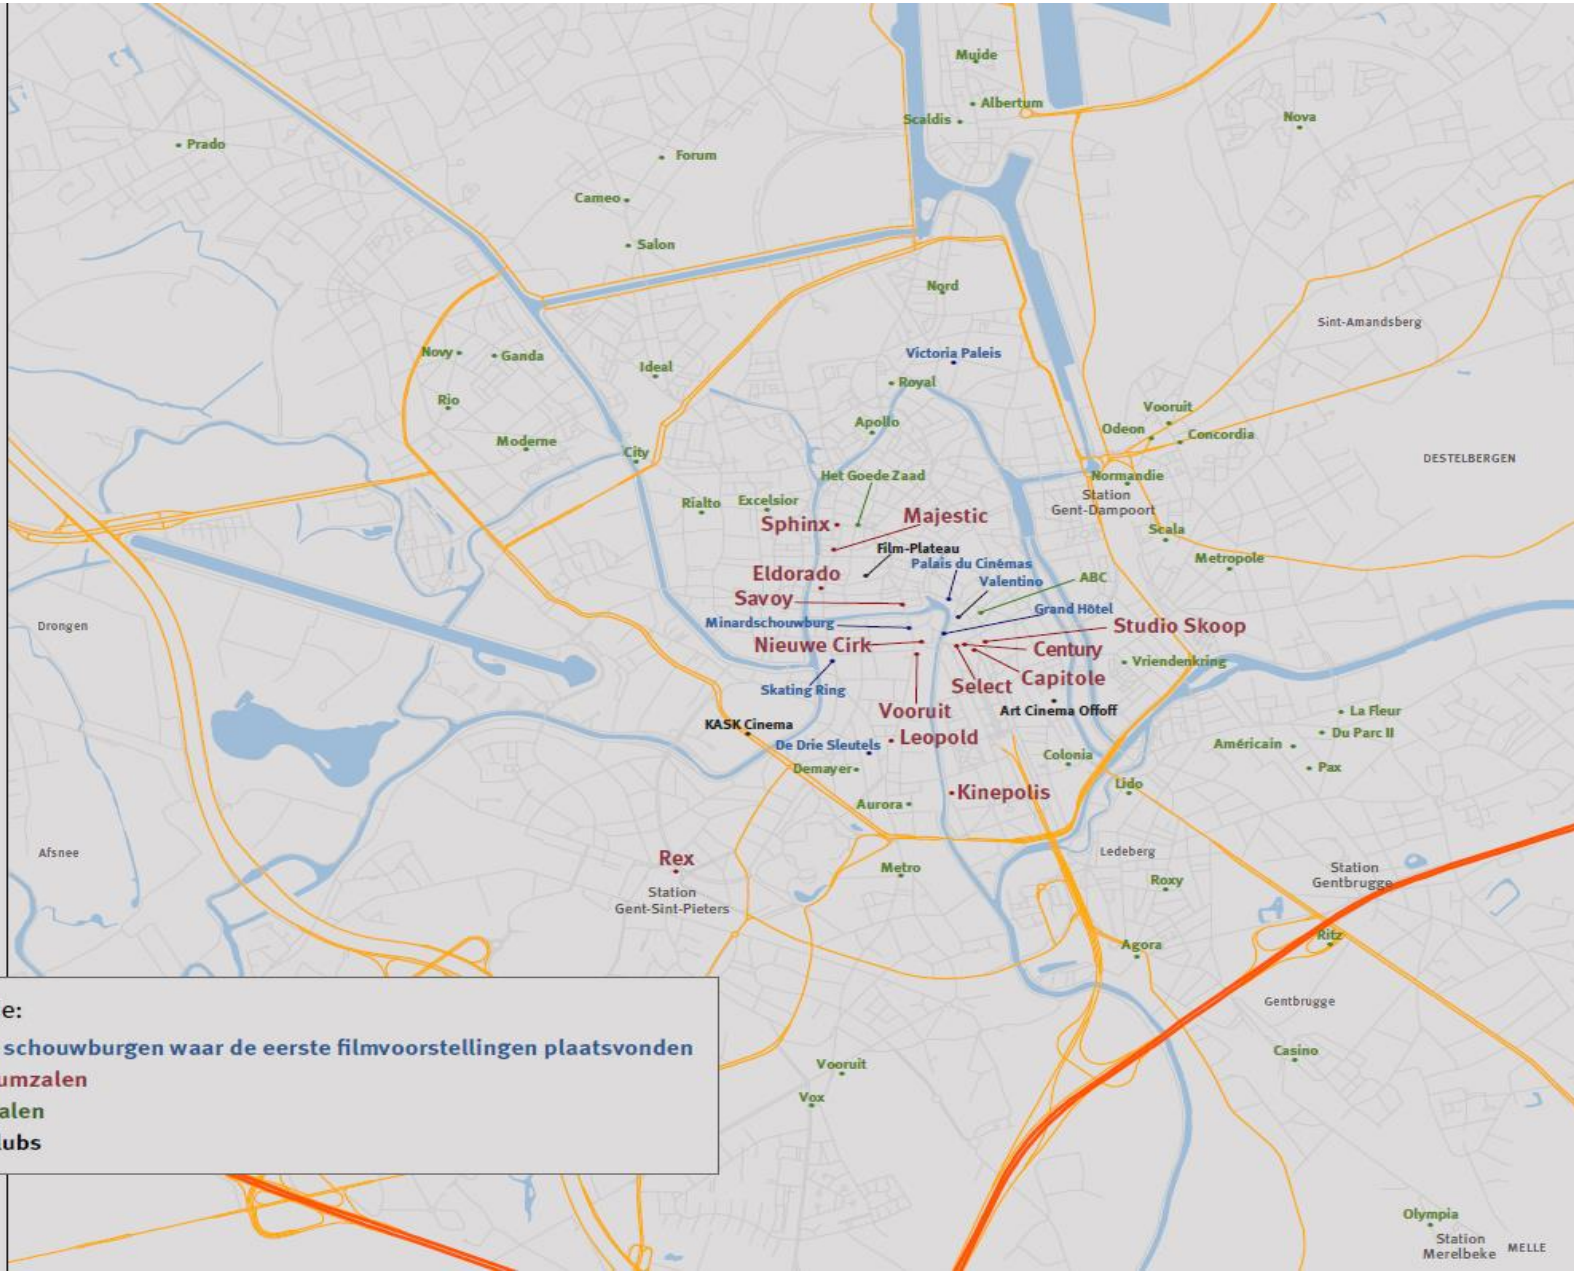 Muide
Albertum
Scaldis
Nova
Prado
Forum
Cameo
Salon
Nord
Sint-Amandsberg
Victoria Paleis
Novy
Ganda
Ideal
Royal
Rio
Vooruit
Apollo
Odeon
Concordia
Moderne
City
DESTELBERGEN
Het Goede Zaad
Normandie
Station
Gent-Dampoort
Rialto
Excelsior
Sphinx
Majestic
Scala
Film-Plateau
Metropole
Palais du Cinémas
Eldorado
Valentino
ABC
Savoy
Grand Hôtel
Minardschouwburg
Drongen
Studio Skoop
Nieuwe Cirk
Century
Vriendenkring
Capitole
Select
Skating Ring
Vooruit
Art Cinema Offoff
La Fleur
KASK Cinema
Du Parc II
Leopold
De Drie Sleutels
Américain
Colonia
Demayer
Pax
Lido
Kinepolis
Aurora
Afsnee
Ledeberg
Rex
Metro
Station
Gentbrugge
Roxy
Station
Gent-Sint-Pieters
Ritz
Agora
Gentbrugge
e:
schouwburgen waar de eerste filmvoorstellingen plaatsvonden
umzalen
alen
lubs
Casino
Vooruit
Vox
Olympia
Station
Merelbeke
MELLE